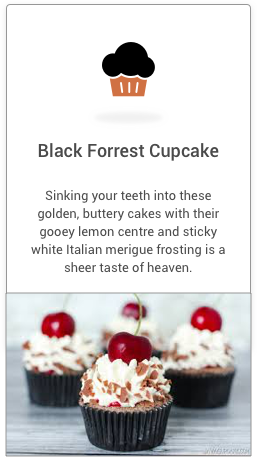 Black Forrest Cupcake
Sinking your teeth into these
golden, buttery cakes with their
gooey lemon centre and sticky
white Italian merigue frosting is a
sheer taste of heaven.